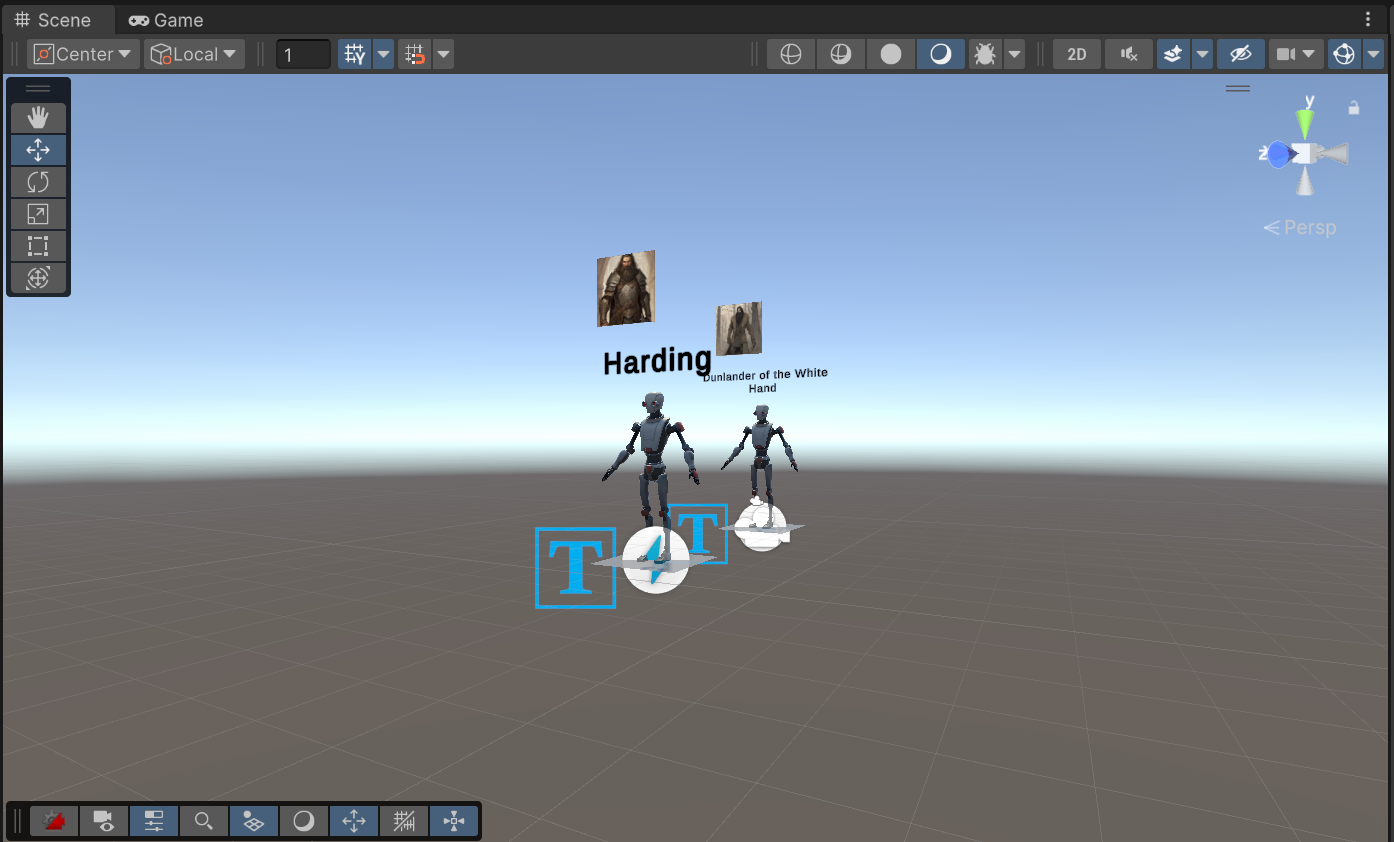 Scene
Game
Center
Local
1
2D
y
z
Persp
Harding
Dunlander of the White
Hand
T
T